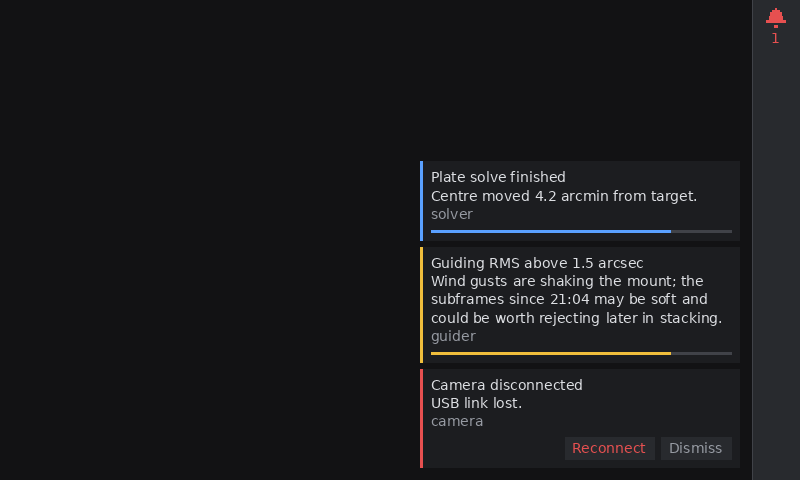 1
Plate solve finished
Centre moved 4.2 arcmin from target.
solver
Guiding RMS above 1.5 arcsec
Wind gusts are shaking the mount; the
subframes since 21:04 may be soft and
could be worth rejecting later in stacking.
guider
Camera disconnected
USB link lost.
camera
Reconnect Dismiss